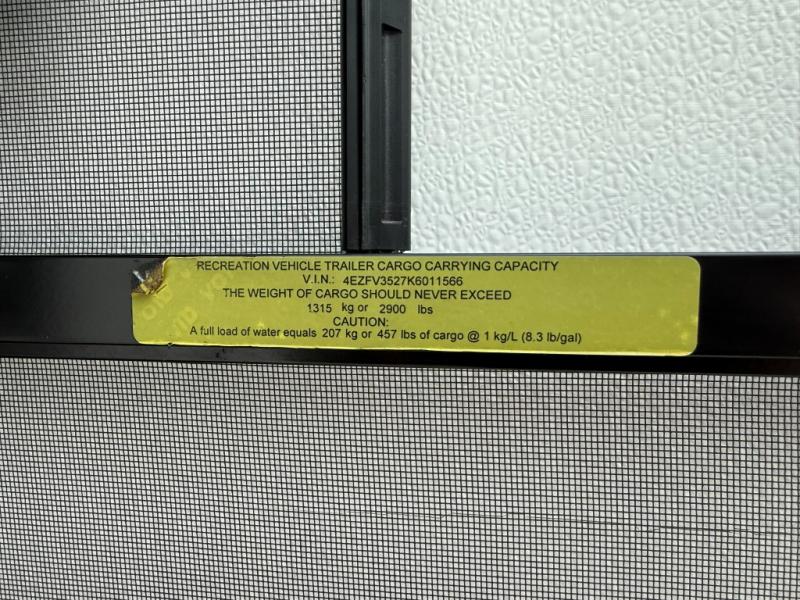 RECREATION VEHICLE TRAILER CARGO CARRYING CAPACITY
V.I.N.: 4EZFV3527K6011566
THE WEIGHT OF CARGO SHOULD NEVER EXCEED
1315 kg or 2900 lbs
CAUTION:
A full load of water equals 207 kg or 457 lbs of cargo @ 1 kg/L (8.3 lb/gal)